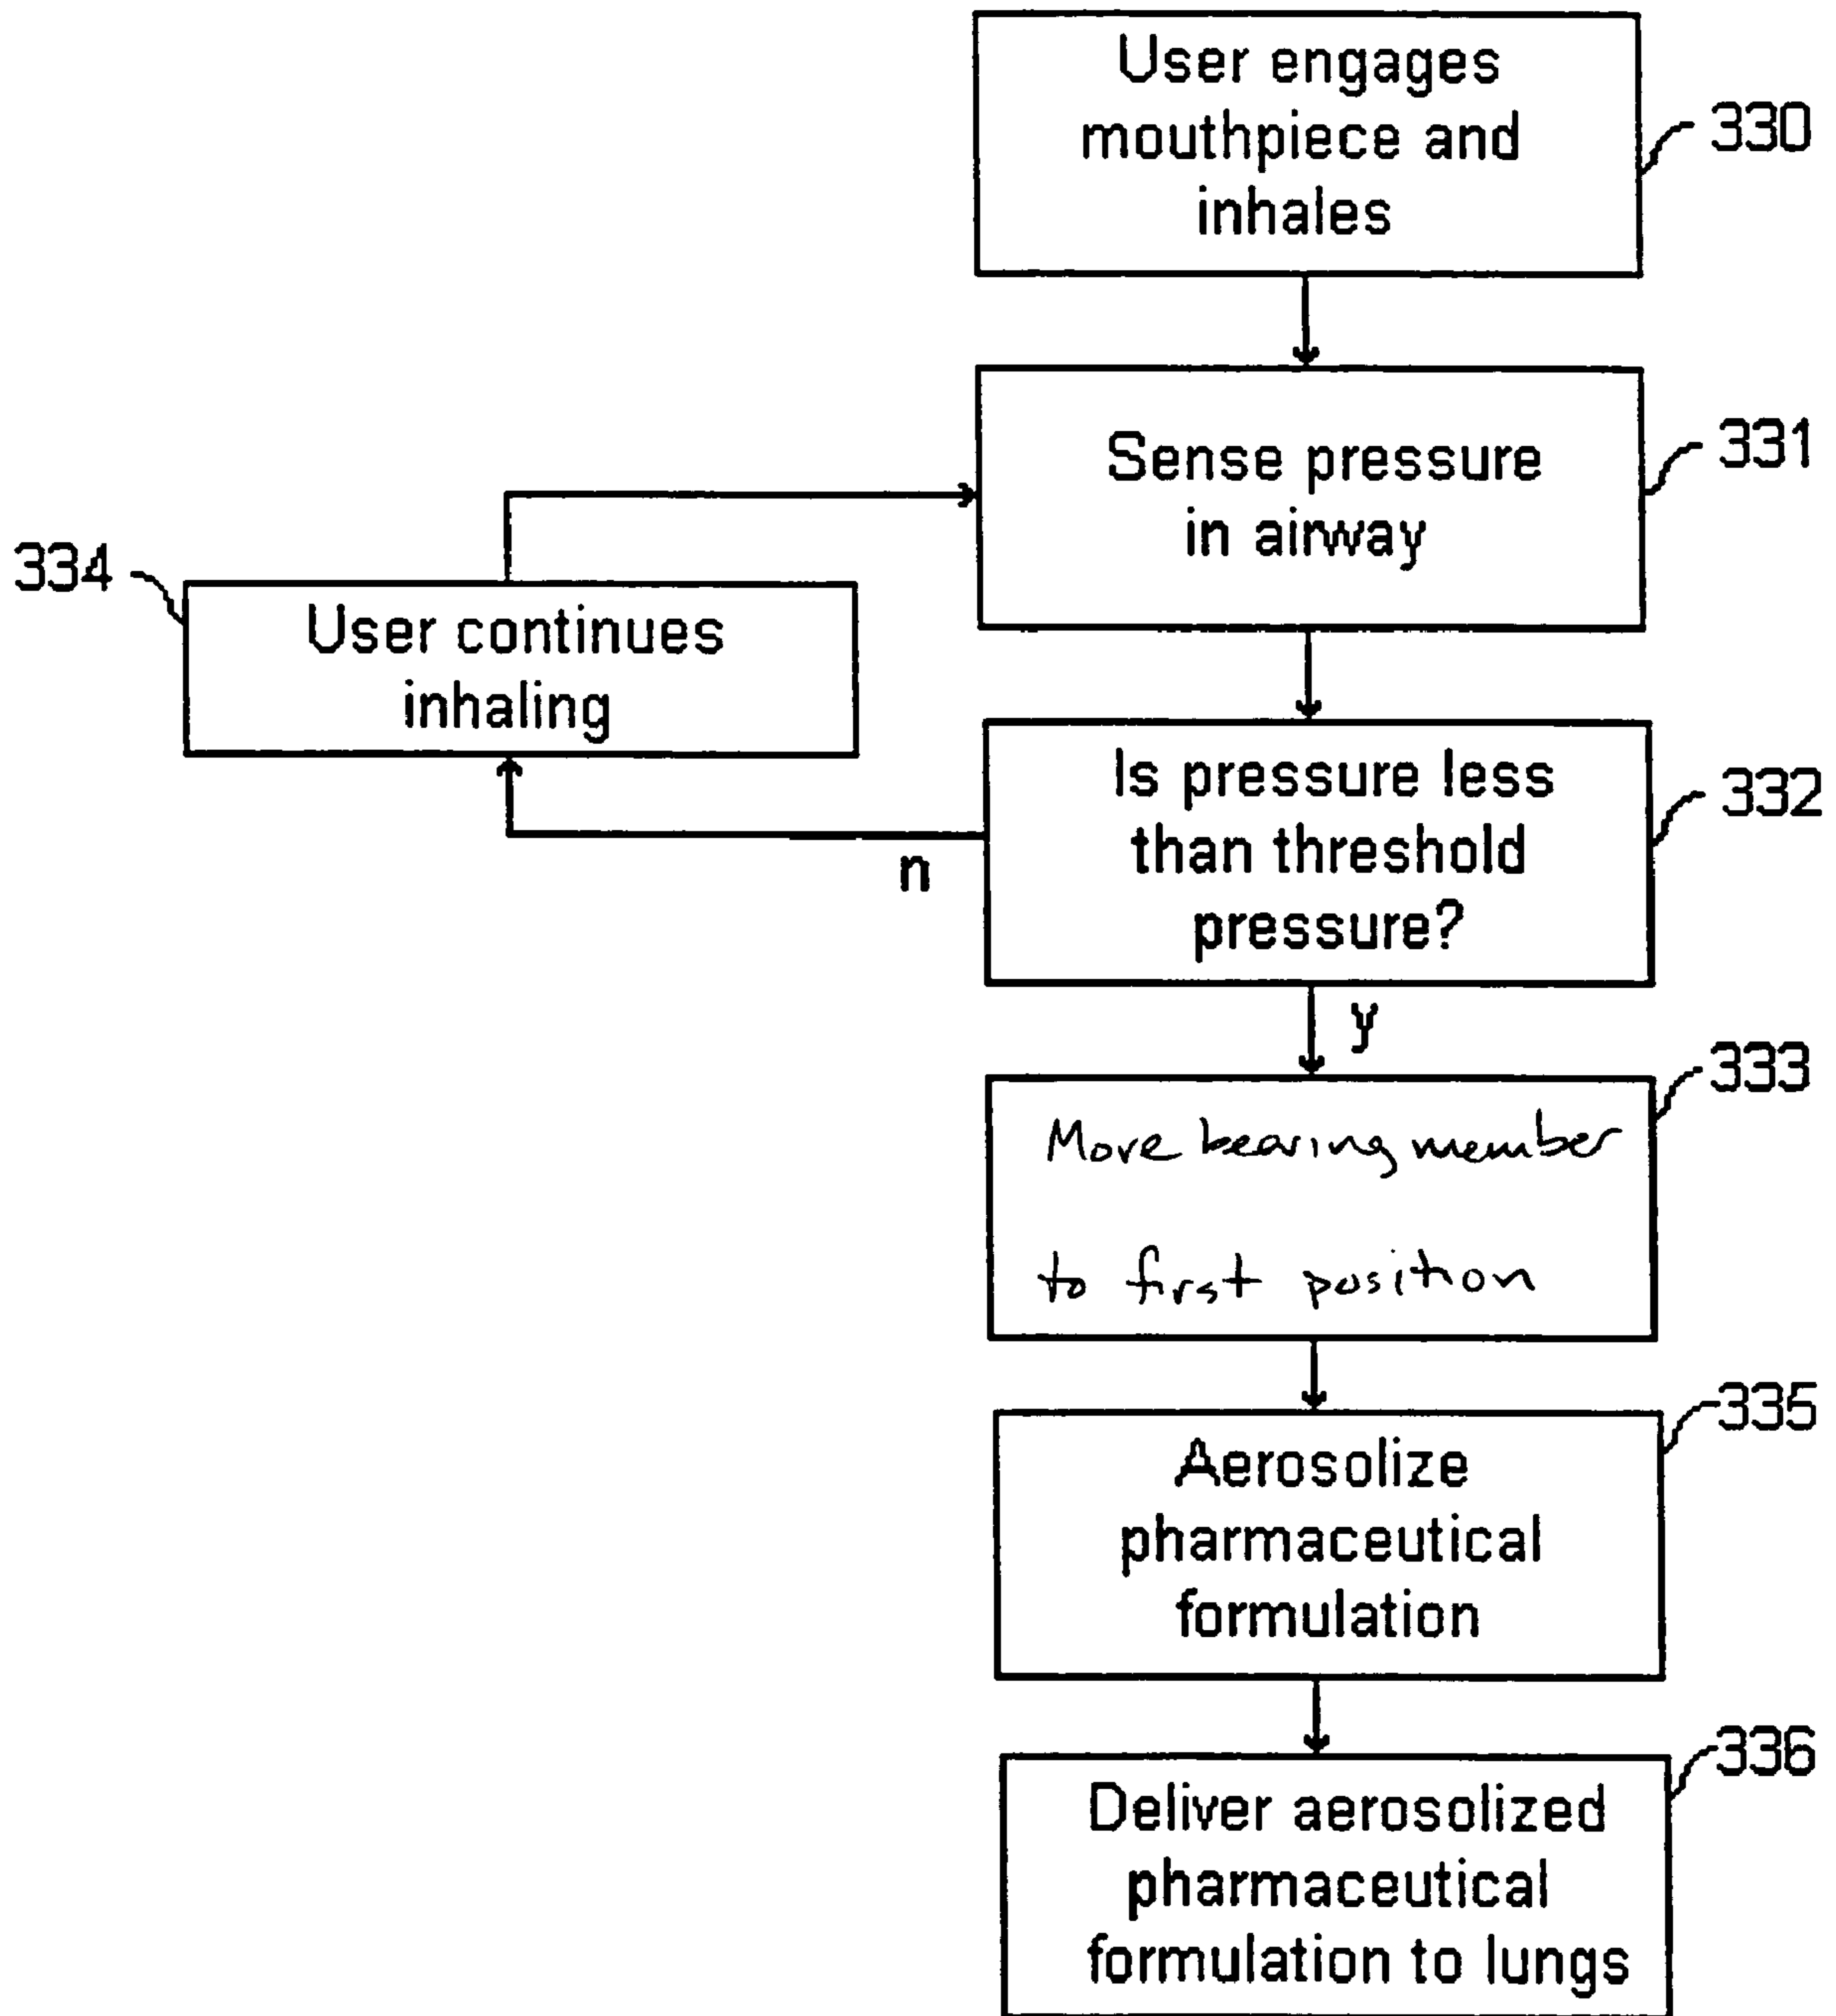 User engages
mouthpiece and
inhales
330
Sense pressure
in airway
331
334
User continues
inhaling
Is pressure less
than threshold
pressure?
332
n
y
333
Move bearing member
to first position
335
Aerosolize
pharmaceutical
formulation
336
Deliver aerosolized
pharmaceutical
formulation to lungs